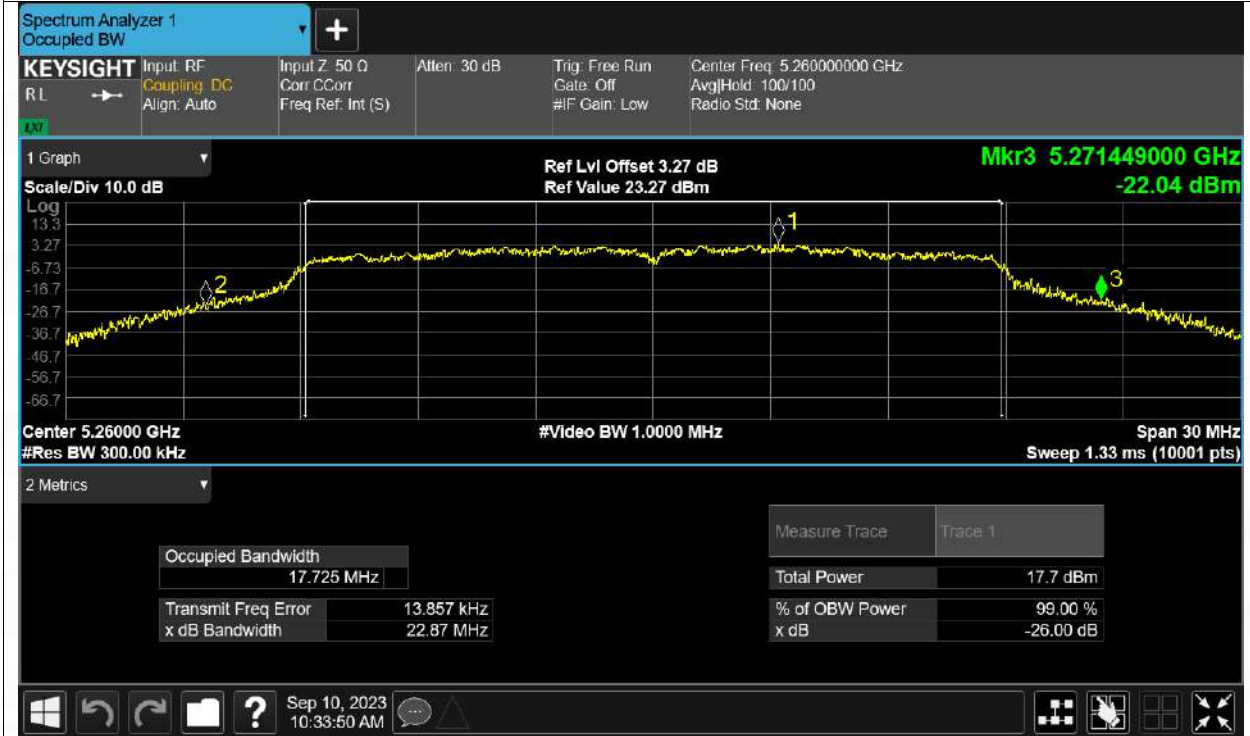 Spectrum Analyzer 1
Occupied BW
KEYSIGHT
RL
LXI
Input: RF
Coupling: DC
Align: Auto
Input Z: 50 Ω
Corr CCorr
Freq Ref: Int (S)
Atten: 30 dB
Trig: Free Run
Gate: Off
#IF Gain: Low
Center Freq: 5.260000000 GHz
Avg|Hold: 100/100
Radio Std: None
1 Graph
Scale/Div 10.0 dB
Ref Lvl Offset 3.27 dB
Ref Value 23.27 dBm
Mkr3 5.271449000 GHz
-22.04 dBm
Log
13.3
3.27
-6.73
-16.7
-26.7
-36.7
-46.7
-56.7
-66.7
1
2
3
Center 5.26000 GHz
#Video BW 1.0000 MHz
Span 30 MHz
#Res BW 300.00 kHz
Sweep 1.33 ms (10001 pts)
2 Metrics
Measure Trace Trace 1
Occupied Bandwidth
17.725 MHz
Total Power 17.7 dBm
Transmit Freq Error 13.857 kHz
% of OBW Power 99.00 %
x dB Bandwidth 22.87 MHz
x dB -26.00 dB
?
Sep 10, 2023
10:33:50 AM